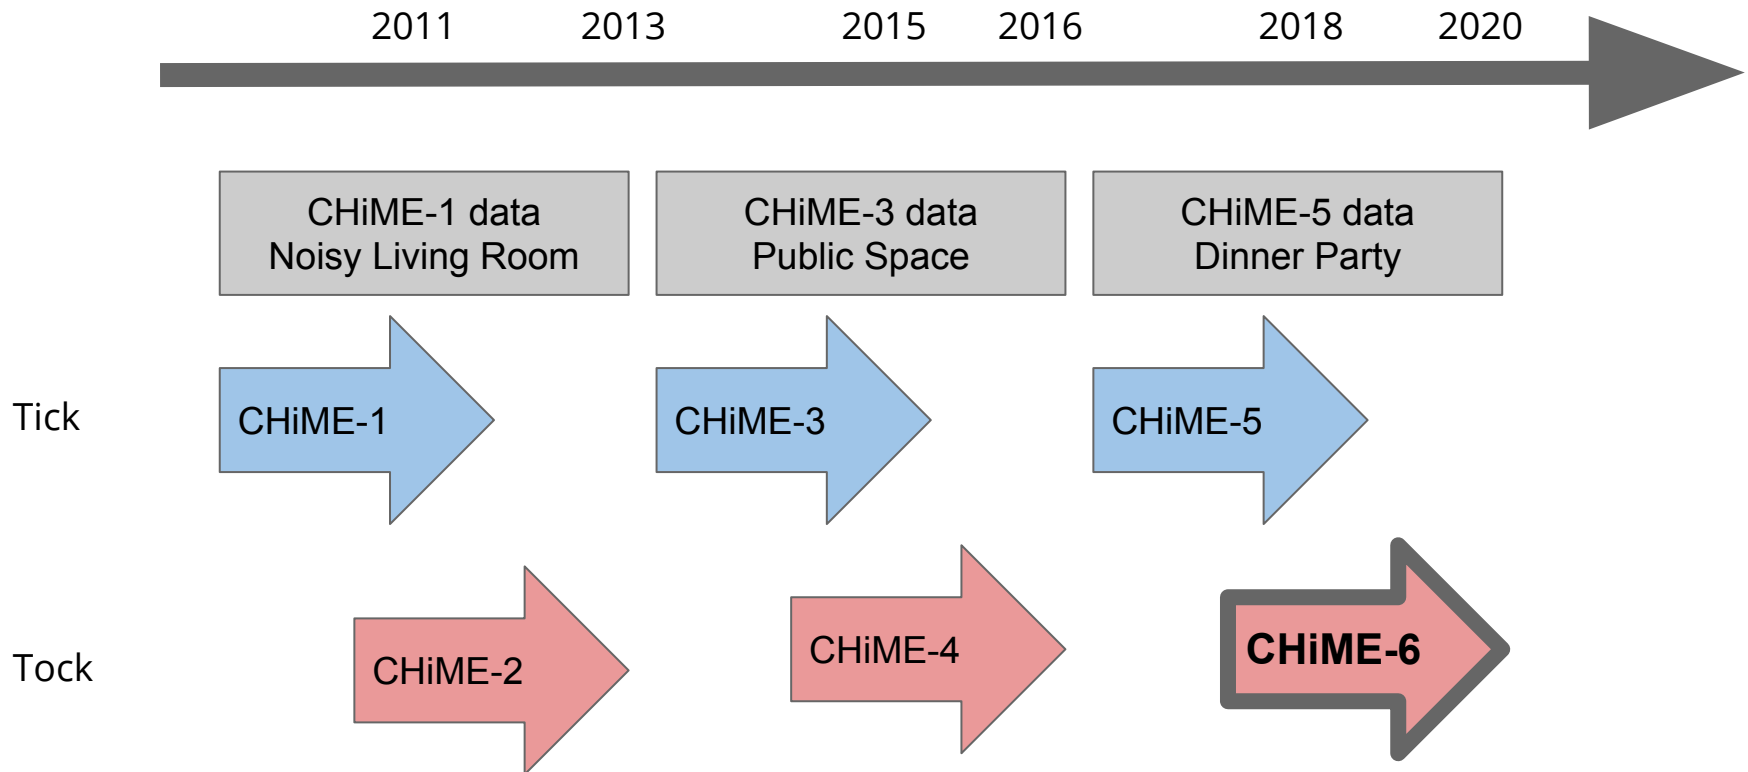 2011 2013 2015 2016 2018 2020
CHiME-1 data
Noisy Living Room
CHiME-3 data
Public Space
CHiME-5 data
Dinner Party
Tick
CHiME-1
CHiME-3
CHiME-5
Tock
CHiME-2
CHiME-4
CHiME-6